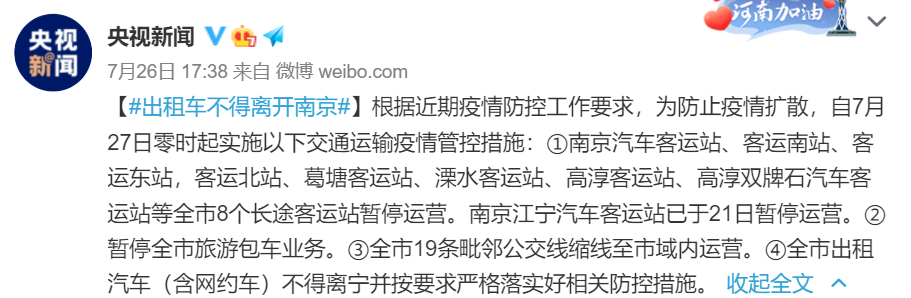 河南加油
央视新闻
央视新闻
7月26日 17:38 来自 微博 weibo.com
【#出租车不得离开南京#】根据近期疫情防控工作要求，为防止疫情扩散，自7月
27日零时起实施以下交通运输疫情管控措施：①南京汽车客运站、客运南站、客
运东站，客运北站、葛塘客运站、溧水客运站、高淳客运站、高淳双牌石汽车客
运站等全市8个长途客运站暂停运营。南京江宁汽车客运站已于21日暂停运营。②
暂停全市旅游包车业务。③全市19条毗邻公交线缩线至市域内运营。④全市出租
汽车（含网约车）不得离宁并按要求严格落实好相关防控措施。 收起全文